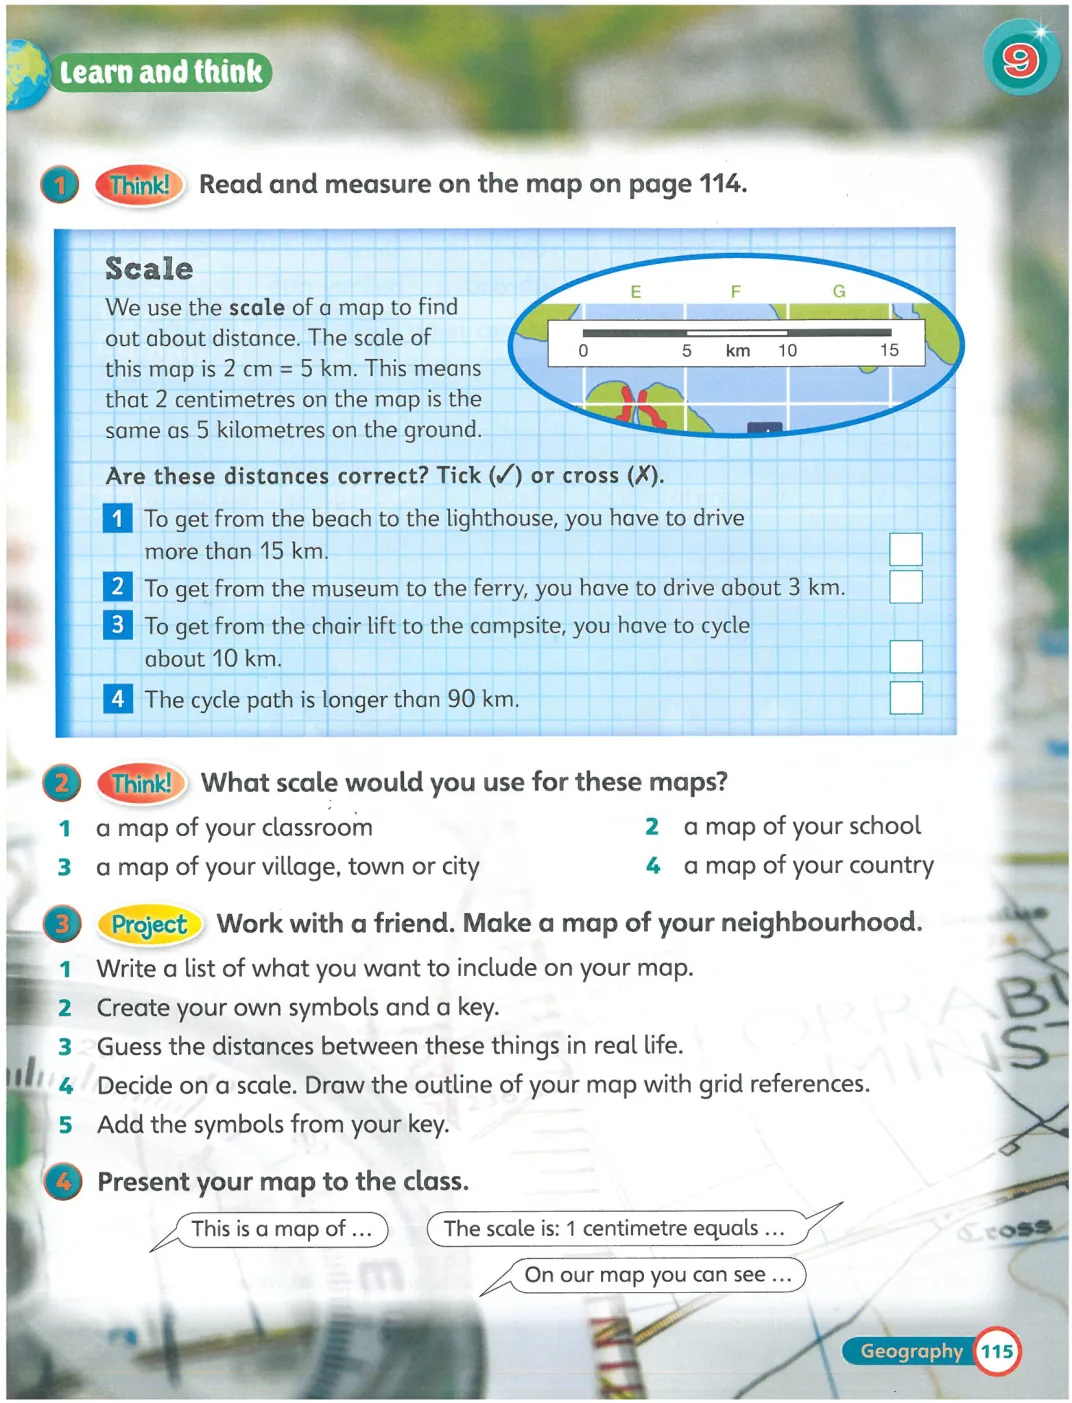 Learn and think
9
1 Think! Read and measure on the map on page 114.
Scale
We use the scale of a map to find
out about distance. The scale of
this map is 2 cm = 5 km. This means
that 2 centimetres on the map is the
same as 5 kilometres on the ground.
E F G
0 5 km 10 15
Are these distances correct? Tick (✓) or cross (✗).
1 To get from the beach to the lighthouse, you have to drive
more than 15 km.
2 To get from the museum to the ferry, you have to drive about 3 km.
3 To get from the chair lift to the campsite, you have to cycle
about 10 km.
4 The cycle path is longer than 90 km.
2 Think! What scale would you use for these maps?
1 a map of your classroom
2 a map of your school
3 a map of your village, town or city
4 a map of your country
3 Project Work with a friend. Make a map of your neighbourhood.
1 Write a list of what you want to include on your map.
2 Create your own symbols and a key.
3 Guess the distances between these things in real life.
4 Decide on a scale. Draw the outline of your map with grid references.
5 Add the symbols from your key.
4 Present your map to the class.
This is a map of ...
The scale is: 1 centimetre equals ...
On our map you can see ...
Cross
Geography 115